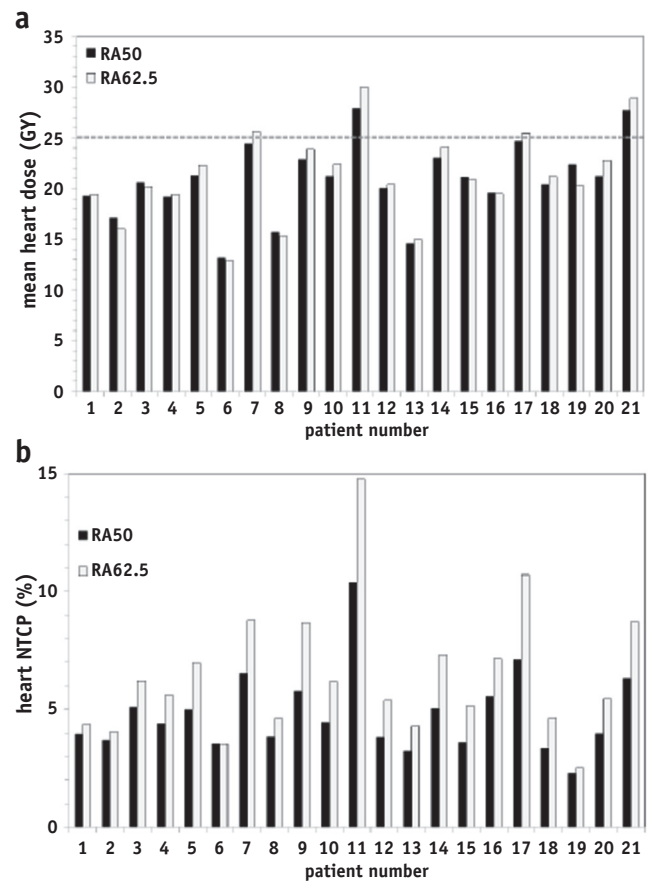 a
35
30
25
20
15
10
5
0
mean heart dose (GY)
RA50
RA62.5
1 2 3 4 5 6 7 8 9 10 11 12 13 14 15 16 17 18 19 20 21
patient number
b
15
10
5
0
heart NTCP (%)
RA50
RA62.5
1 2 3 4 5 6 7 8 9 10 11 12 13 14 15 16 17 18 19 20 21
patient number